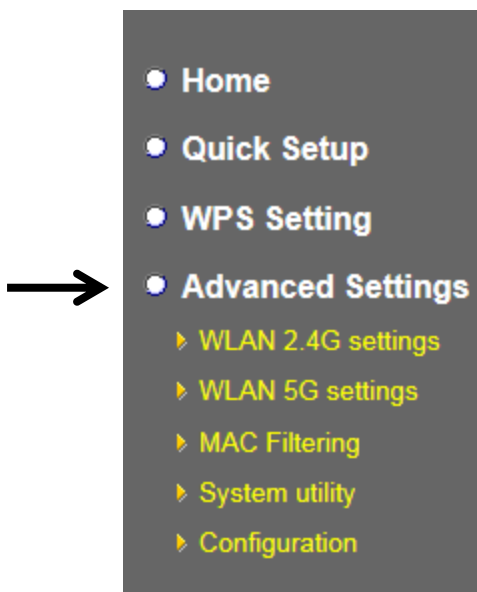 Home
Quick Setup
WPS Setting
Advanced Settings
WLAN 2.4G settings
WLAN 5G settings
MAC Filtering
System utility
Configuration